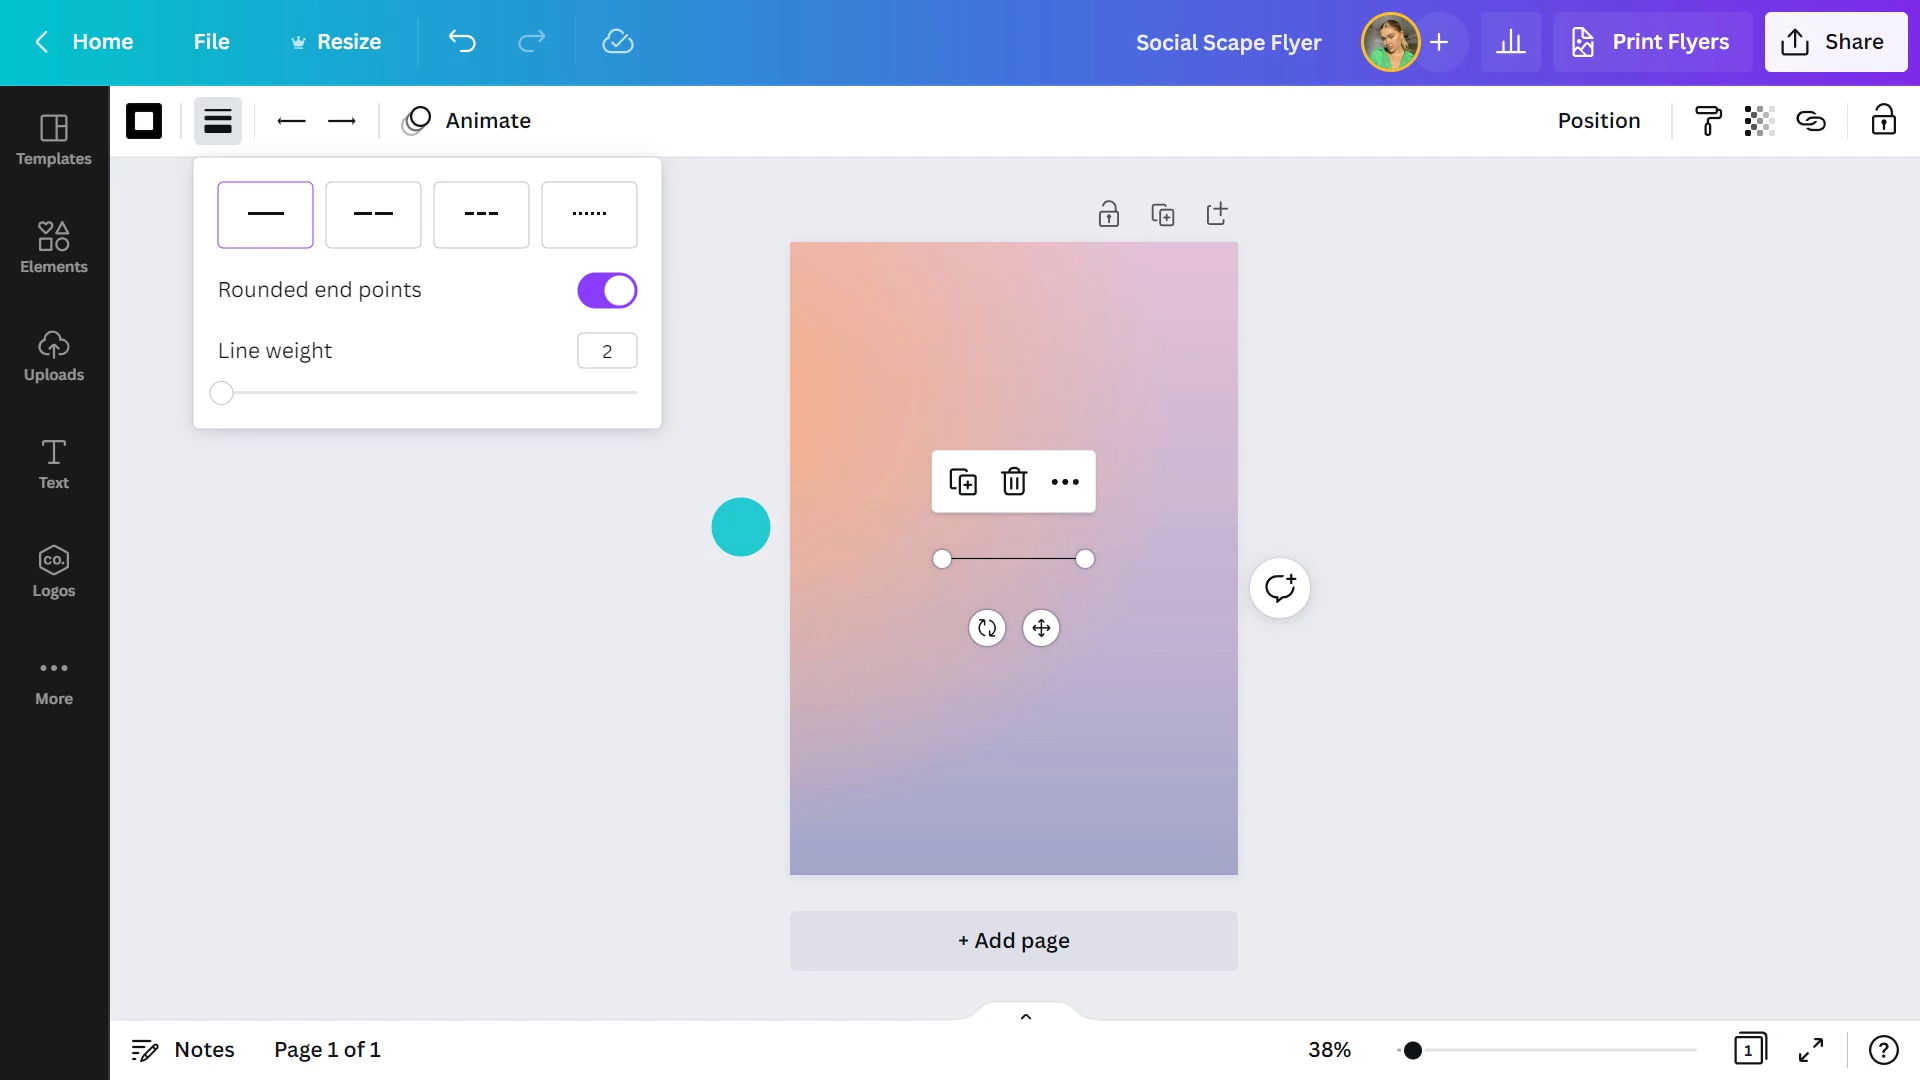 Home
File
Resize
Social Scape Flyer
Print Flyers
Share
Animate
Position
Templates
Elements
Uploads
Text
CO.
Logos
More
Rounded end points
Line weight
2
+ Add page
Notes
Page 1 of 1
38%
1
?